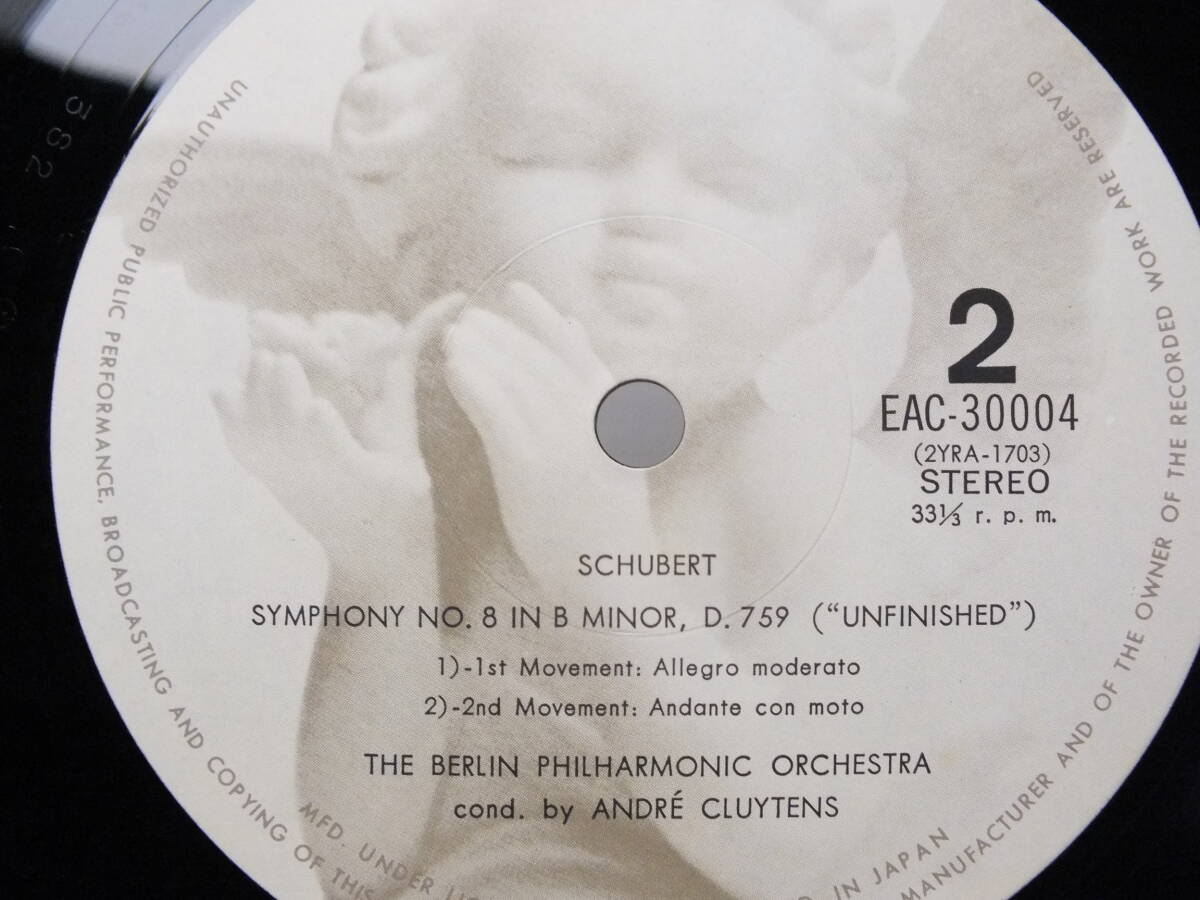 2
EAC-30004
(2YRA-1703)
STEREO
33⅓ r. p. m.
SCHUBERT
SYMPHONY NO. 8 IN B MINOR, D. 759 ("UNFINISHED")
1)-1st Movement: Allegro moderato
2)-2nd Movement: Andante con moto
THE BERLIN PHILHARMONIC ORCHESTRA
cond. by ANDRÉ CLUYTENS
MANUFACTURER AND OF THE OWNER OF THE RECORDED WORK ARE RESERVED
UNAUTHORIZED PUBLIC PERFORMANCE, BROADCASTING AND COPYING OF THIS
MFD. UNDER
IN JAPAN
382